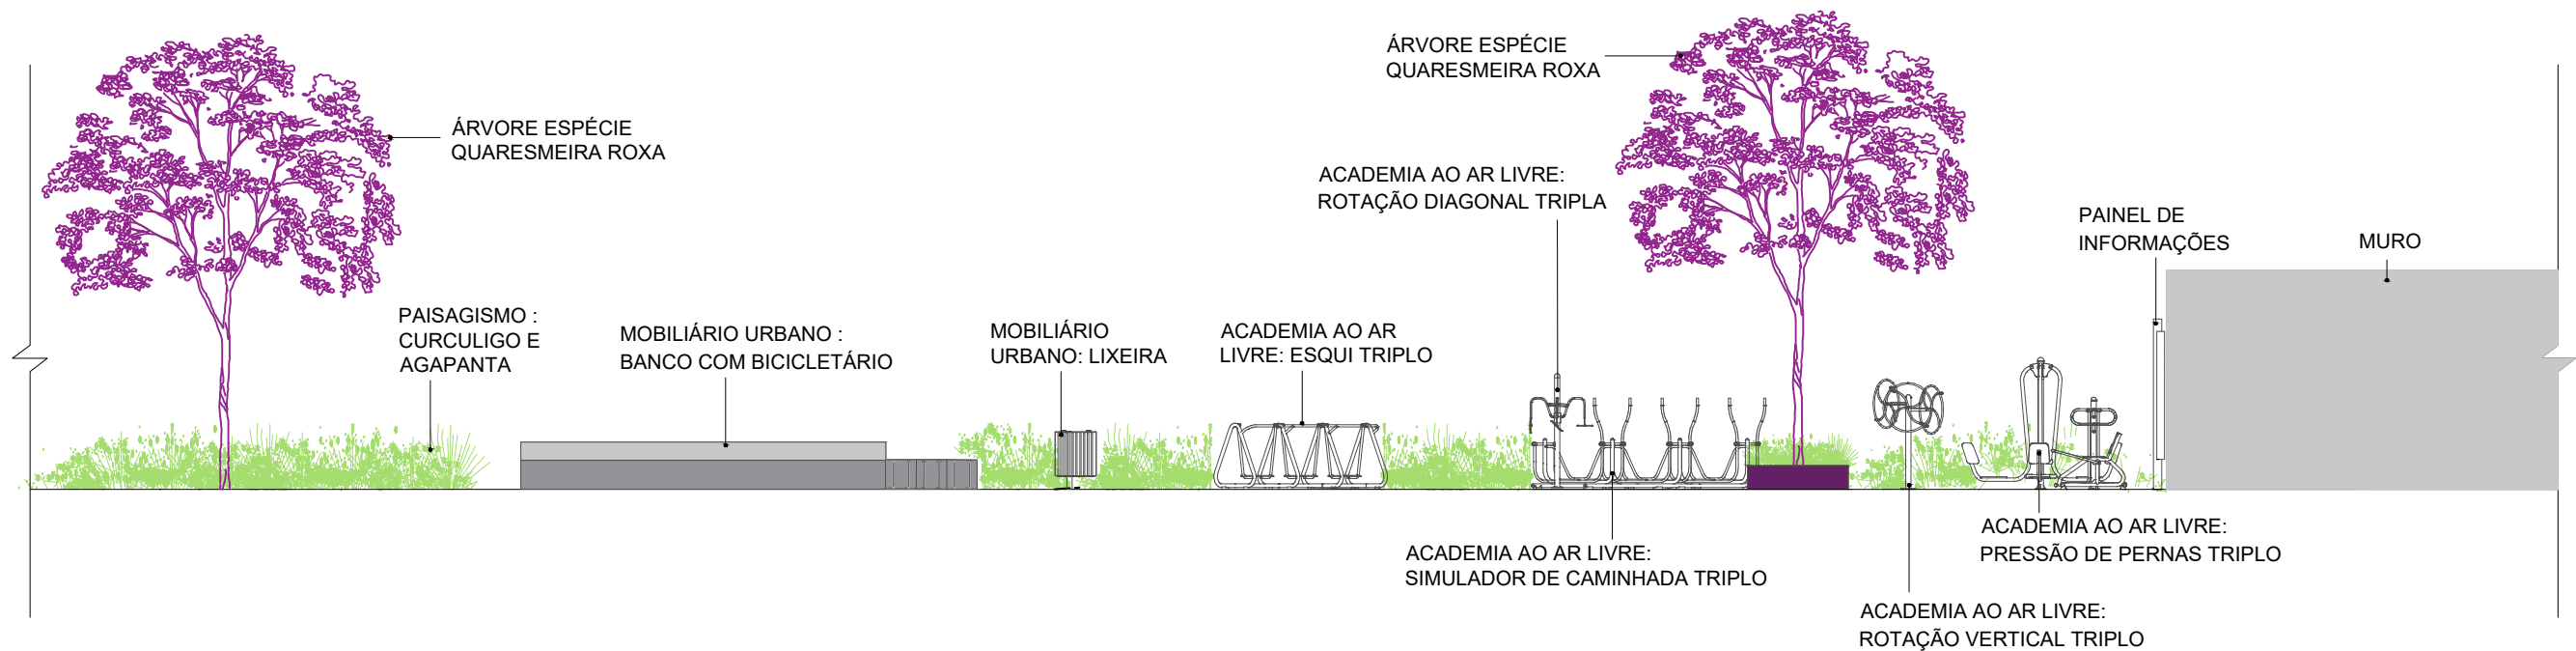 ÁRVORE ESPÉCIE
QUARESMEIRA ROXA
PAISAGISMO :
CURCULIGO E
AGAPANTA
MOBILIÁRIO URBANO :
BANCO COM BICICLETÁRIO
MOBILIÁRIO
URBANO: LIXEIRA
ACADEMIA AO AR
LIVRE: ESQUI TRIPLO
ÁRVORE ESPÉCIE
QUARESMEIRA ROXA
ACADEMIA AO AR LIVRE:
ROTAÇÃO DIAGONAL TRIPLA
ACADEMIA AO AR LIVRE:
SIMULADOR DE CAMINHADA TRIPLO
ACADEMIA AO AR LIVRE:
ROTAÇÃO VERTICAL TRIPLO
ACADEMIA AO AR LIVRE:
PRESSÃO DE PERNAS TRIPLO
PAINEL DE
INFORMAÇÕES
MURO